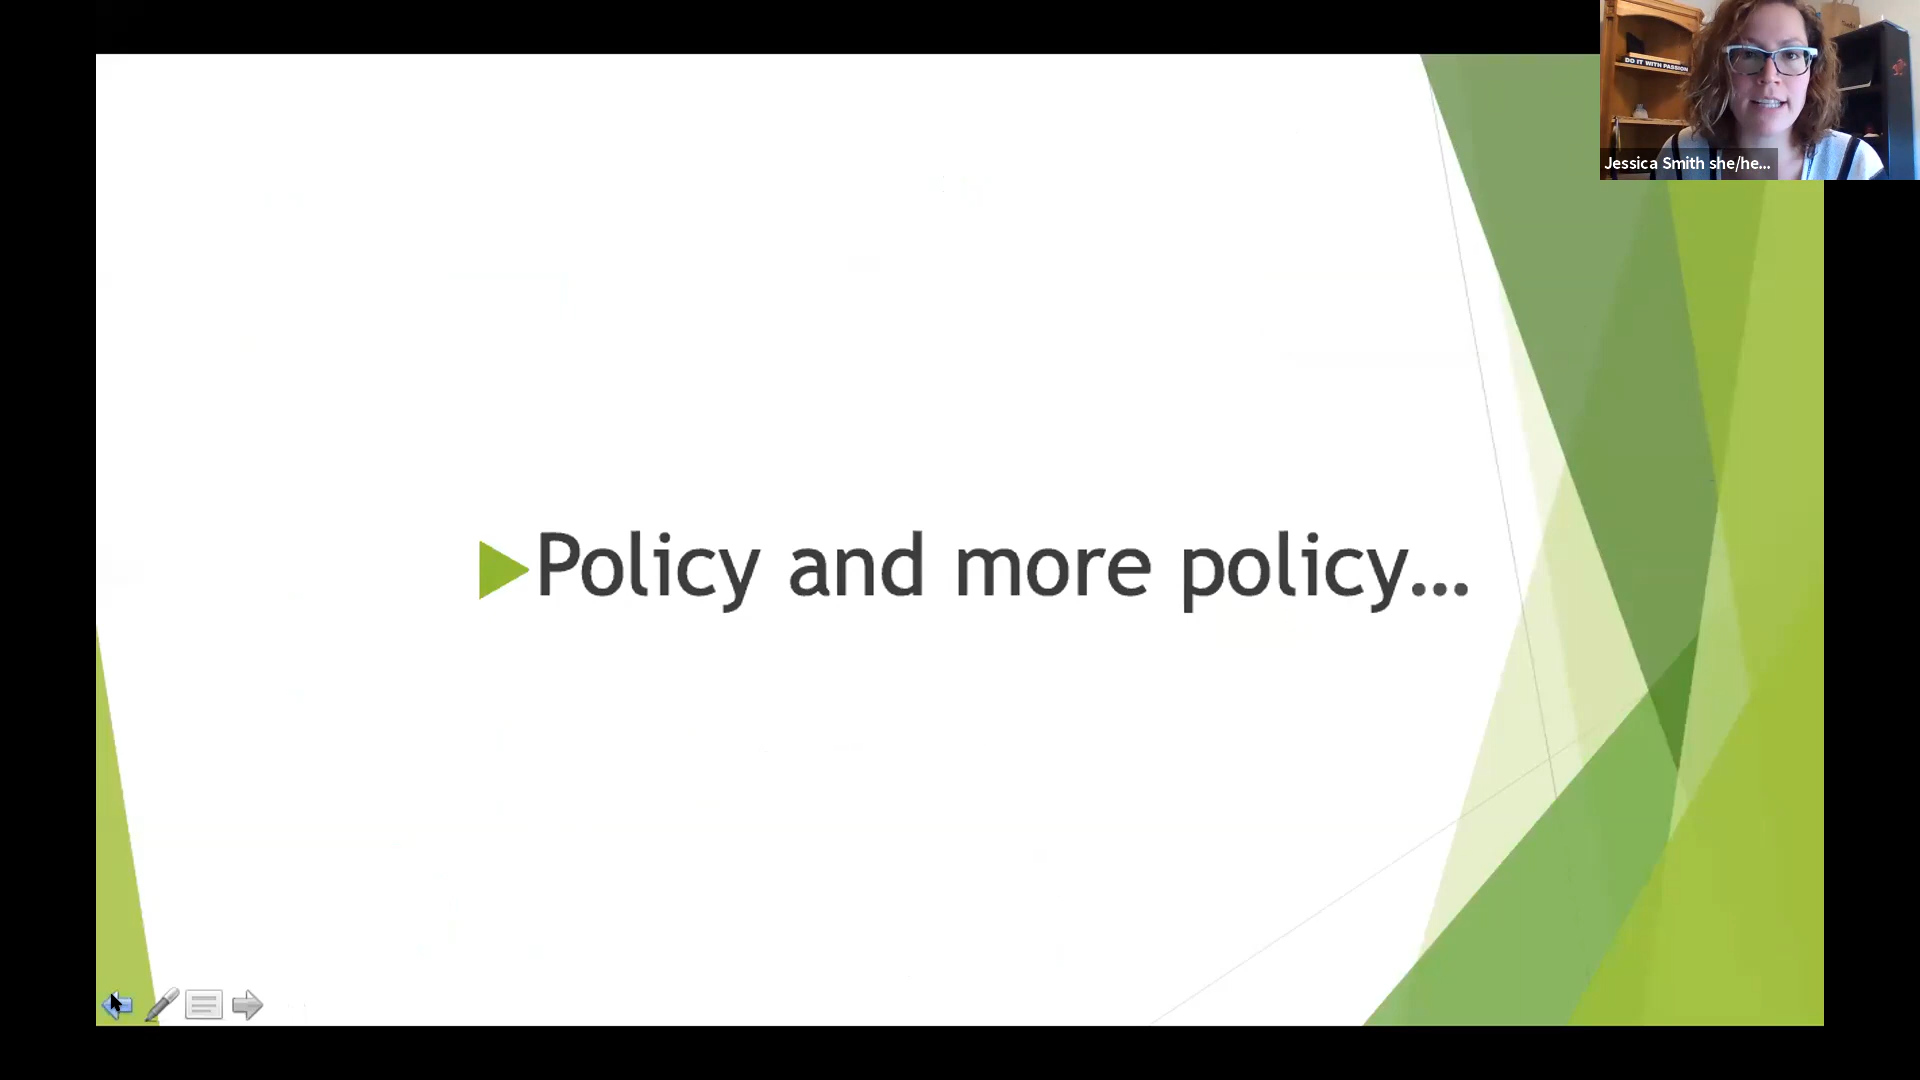 DO IT WITH PASSION
Jessica Smith she/he...
Policy and more policy...